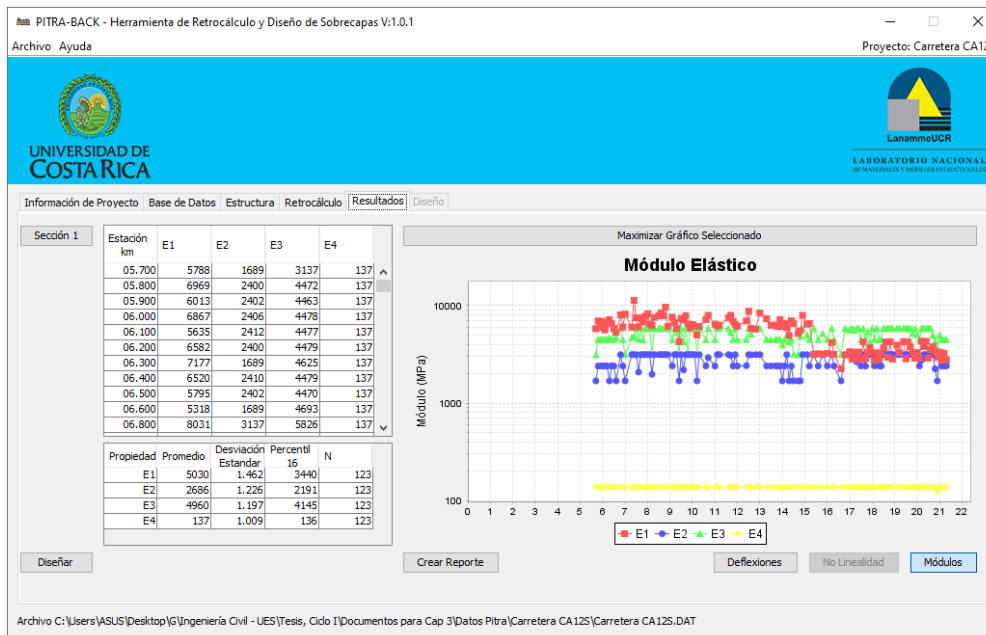 PITRA-BACK - Herramienta de Retrocálculo y Diseño de Sobrecapas V:1.0.1
Archivo Ayuda
Proyecto: Carretera CA12
UNIVERSIDAD DE
COSTA RICA
LanammeUCR
LABORATORIO NACIONAL
DE MATERIALES Y MODELOS ESTRUCTURALES
Información de Proyecto Base de Datos Estructura Retrocálculo Resultados Diseño
Sección 1
Maximizar Gráfico Seleccionado
Estación km E1 E2 E3 E4
05.700 5788 1689 3137 137
05.800 6969 2400 4472 137
05.900 6013 2402 4463 137
06.000 6867 2406 4478 137
06.100 5635 2412 4477 137
06.200 6582 2400 4479 137
06.300 7177 1689 4625 137
06.400 6520 2410 4479 137
06.500 5795 2402 4470 137
06.600 5318 1689 4693 137
06.800 8031 3137 5826 137
Propiedad Promedio Desviación Estandar Percentil 16 N
E1 5030 1.462 3440 123
E2 2686 1.226 2191 123
E3 4960 1.197 4145 123
E4 137 1.009 136 123
Módulo Elástico
Módulo (MPa)
10000
1000
100
0 1 2 3 4 5 6 7 8 9 10 11 12 13 14 15 16 17 18 19 20 21 22
E1 E2 E3 E4
Diseñar
Crear Reporte
Deflexiones
No Linealidad
Módulos
Archivo C:\Users\ASUS\Desktop\G\Ingeniería Civil - UES\Tesis, Ciclo I\Documentos para Cap 3\Datos Pitra\Carretera CA12S\Carretera CA12S.DAT